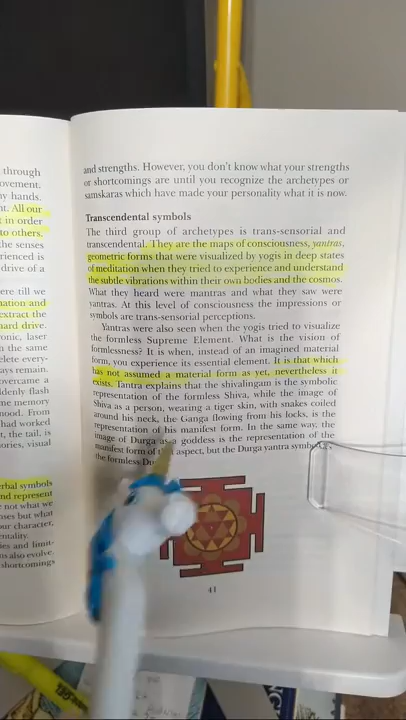 through
ovement.
ny hands.
nt. All our
t in order
to others.
the senses
rienced is
drive of a
ere till we
nation and
extract the
hard drive.
onic, laser
n the same
elete every-
ays remain.
overcame a
ddenly flash
me memory
mood. From
had worked
t, the tail, is
tories, visual
erbal symbols
nd represent
e not what we
nses but what
ur character,
entality.
ies and limit-
ns also evolve.
shortcomings
and strengths. However, you don't know what your strengths
or shortcomings are until you recognize the archetypes or
samskaras which have made your personality what it is now.
Transcendental symbols
The third group of archetypes is trans-sensorial and
transcendental. They are the maps of consciousness, yantras,
geometric forms that were visualized by yogis in deep states
of meditation when they tried to experience and understand
the subtle vibrations within their own bodies and the cosmos.
What they heard were mantras and what they saw were
yantras. At this level of consciousness the impressions or
symbols are trans-sensorial perceptions.
Yantras were also seen when the yogis tried to visualize
the formless Supreme Element. What is the vision of
formlessness? It is when, instead of an imagined material
form, you experience its essential element. It is that which
has not assumed a material form as yet, nevertheless it
exists. Tantra explains that the shivalingam is the symbolic
representation of the formless Shiva, while the image of
Shiva as a person, wearing a tiger skin, with snakes coiled
around his neck, the Ganga flowing from his locks, is the
representation of his manifest form. In the same way, the
image of Durga as a goddess is the representation of the
manifest form of aspect, but the Durga yantra
the formless
41